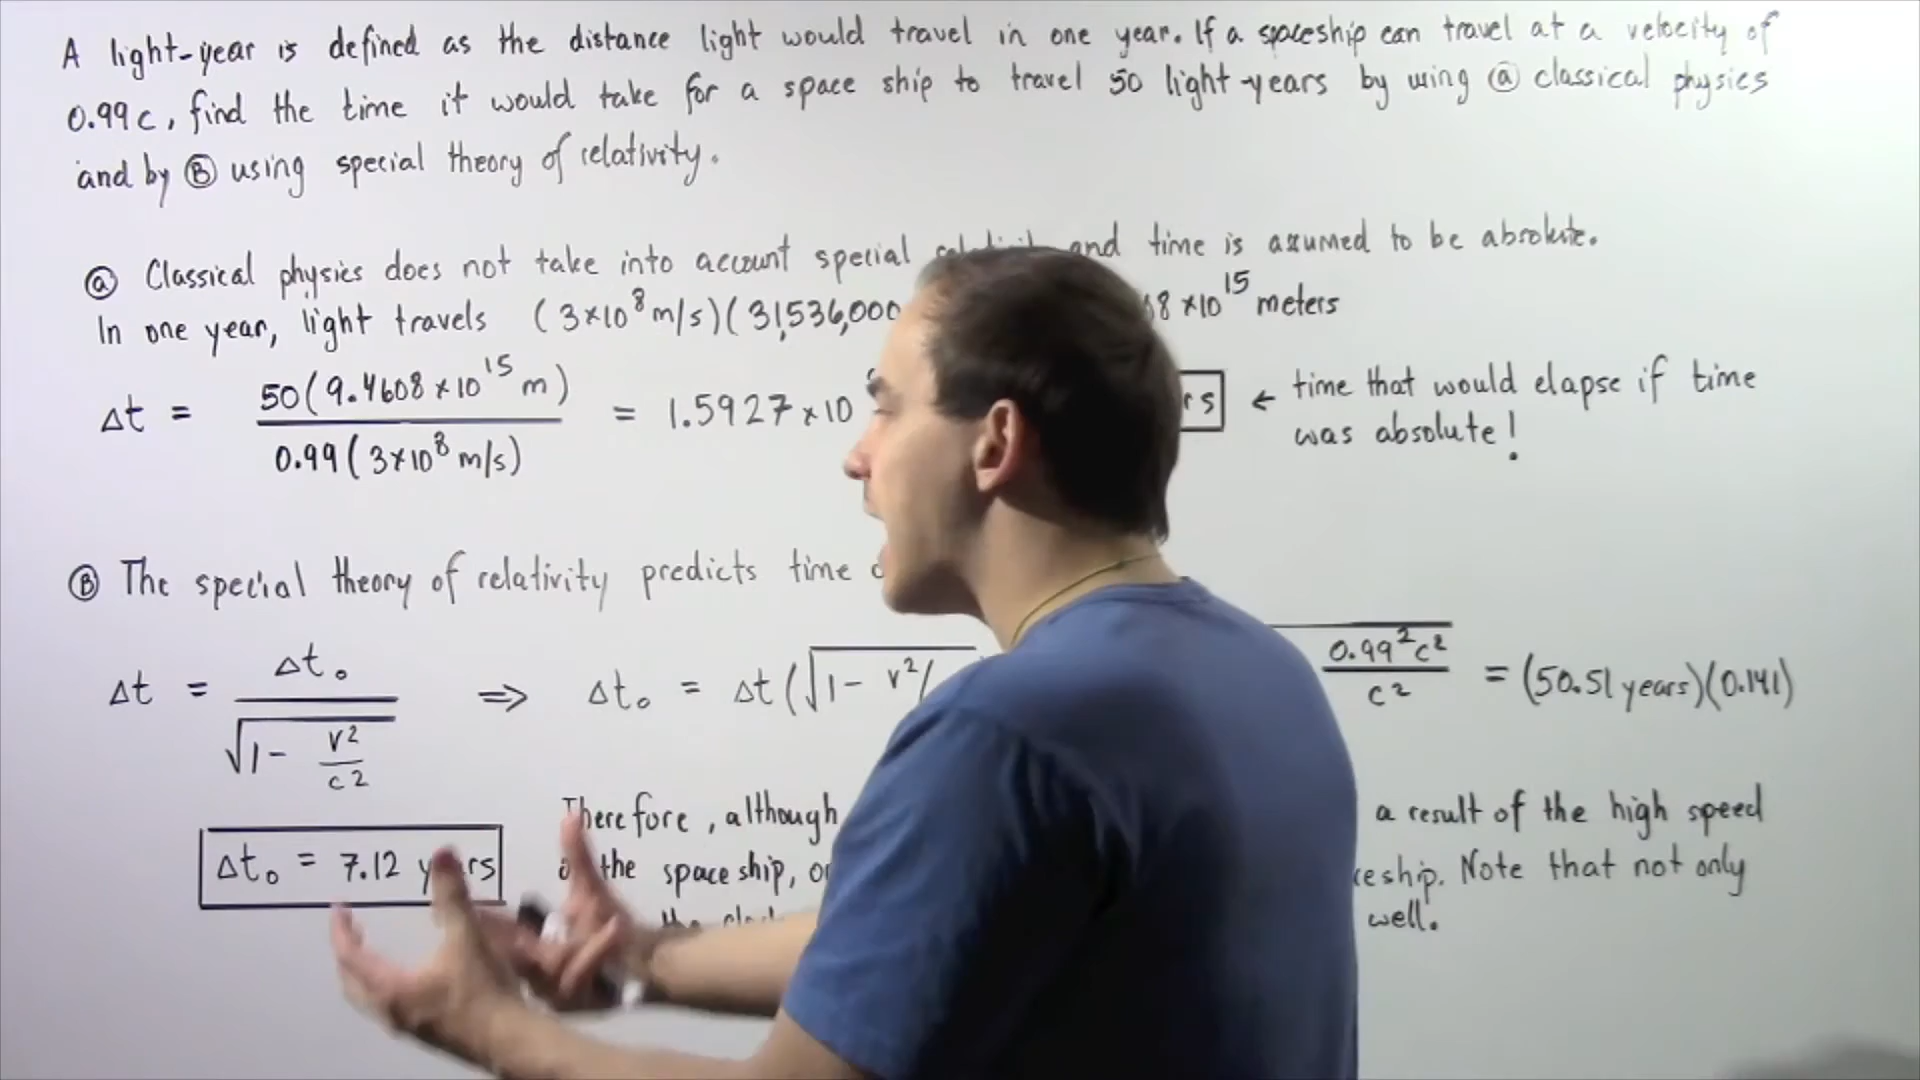 A light-year is defined as the distance light would travel in one year. If a spaceship can travel at a velocity of
0.99c, find the time it would take for a space ship to travel 50 light-years by using ⓐ classical physics
and by Ⓑ using special theory of relativity.
ⓐ Classical physics does not take into account special and time is assumed to be absolute.
In one year, light travels (3×10⁸ m/s)(31,536,000 8×10¹⁵ meters
Δt = 50(9.4608×10¹⁵ m) / 0.99(3×10⁸ m/s) = 1.5927×10 rs ← time that would elapse if time
was absolute!
Ⓑ The special theory of relativity predicts time
Δt = Δt₀ / √1 - v²/c² ⇒ Δt₀ = Δt(√1 - v²/ 0.99²c²/c² = (50.51 years)(0.141)
Δt₀ = 7.12 years
Therefore, although a result of the high speed
the spaceship, ceship. Note that not only
the well.